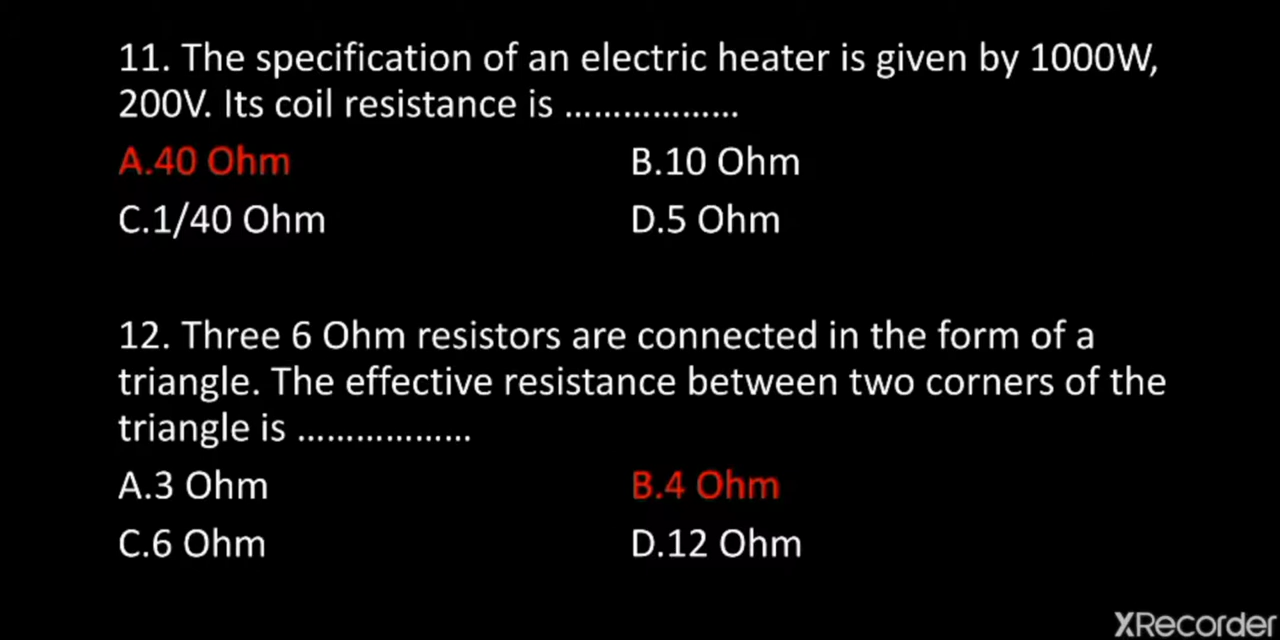 11. The specification of an electric heater is given by 1000W,
200V. Its coil resistance is ………………
A.40 Ohm B.10 Ohm
C.1/40 Ohm D.5 Ohm
12. Three 6 Ohm resistors are connected in the form of a
triangle. The effective resistance between two corners of the
triangle is ………………
A.3 Ohm B.4 Ohm
C.6 Ohm D.12 Ohm
XRecorder